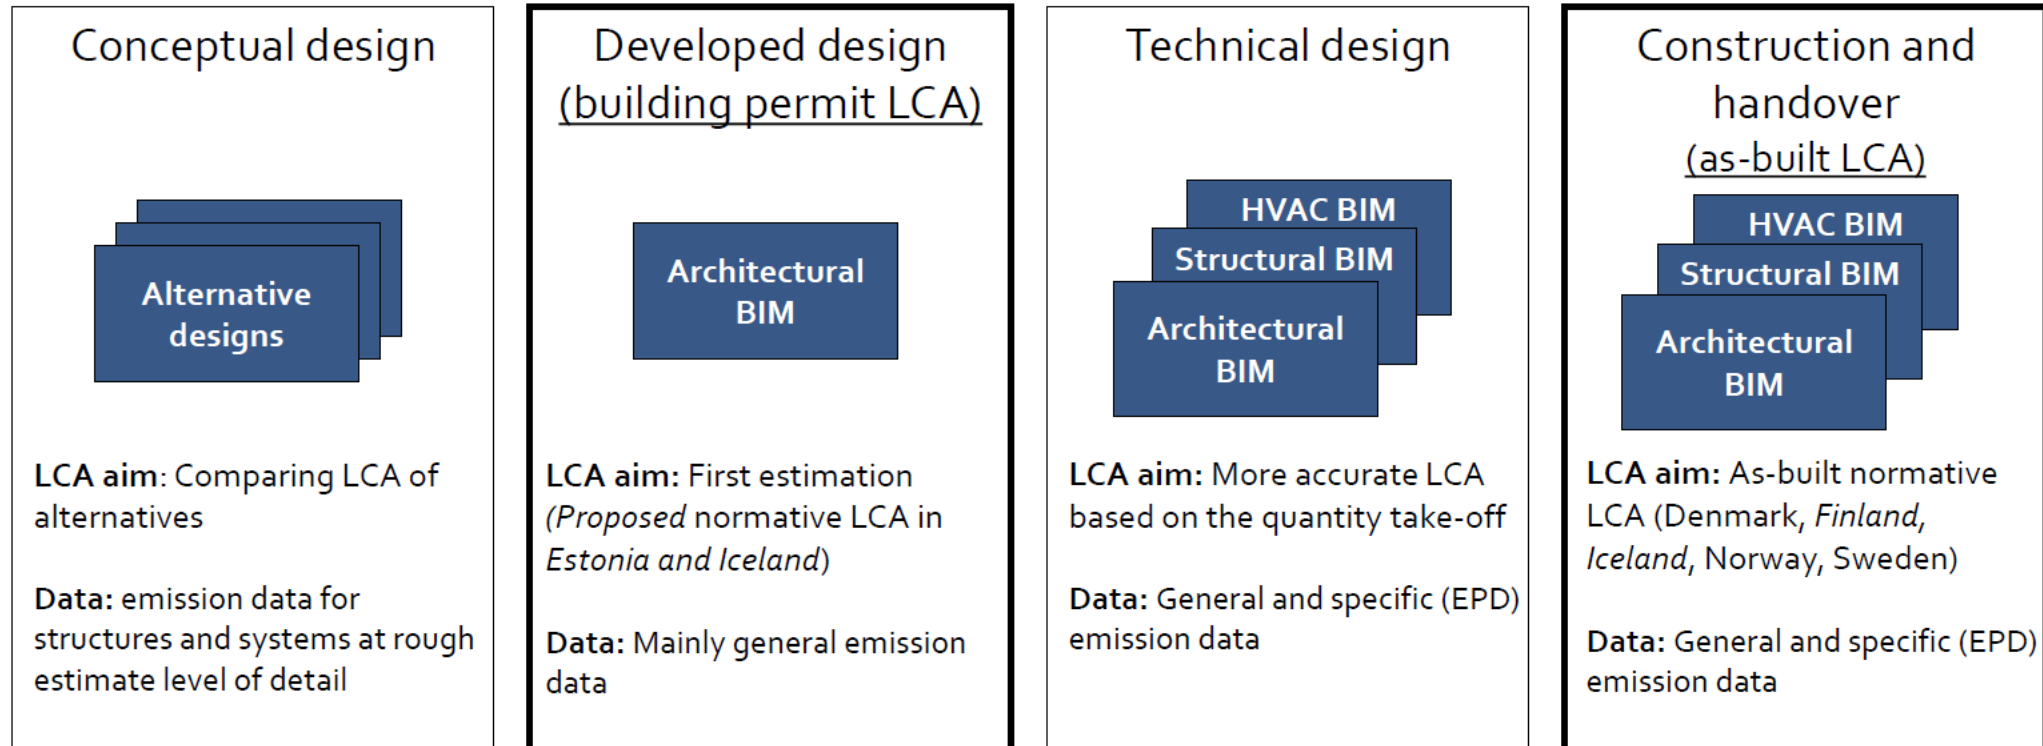 Conceptual design
Alternative
designs
LCA aim: Comparing LCA of
alternatives
Data: emission data for
structures and systems at rough
estimate level of detail
Developed design
(building permit LCA)
Architectural
BIM
LCA aim: First estimation
(Proposed normative LCA in
Estonia and Iceland)
Data: Mainly general emission
data
Technical design
HVAC BIM
Structural BIM
Architectural
BIM
LCA aim: More accurate LCA
based on the quantity take-off
Data: General and specific (EPD)
emission data
Construction and
handover
(as-built LCA)
HVAC BIM
Structural BIM
Architectural
BIM
LCA aim: As-built normative
LCA (Denmark, Finland,
Iceland, Norway, Sweden)
Data: General and specific (EPD)
emission data